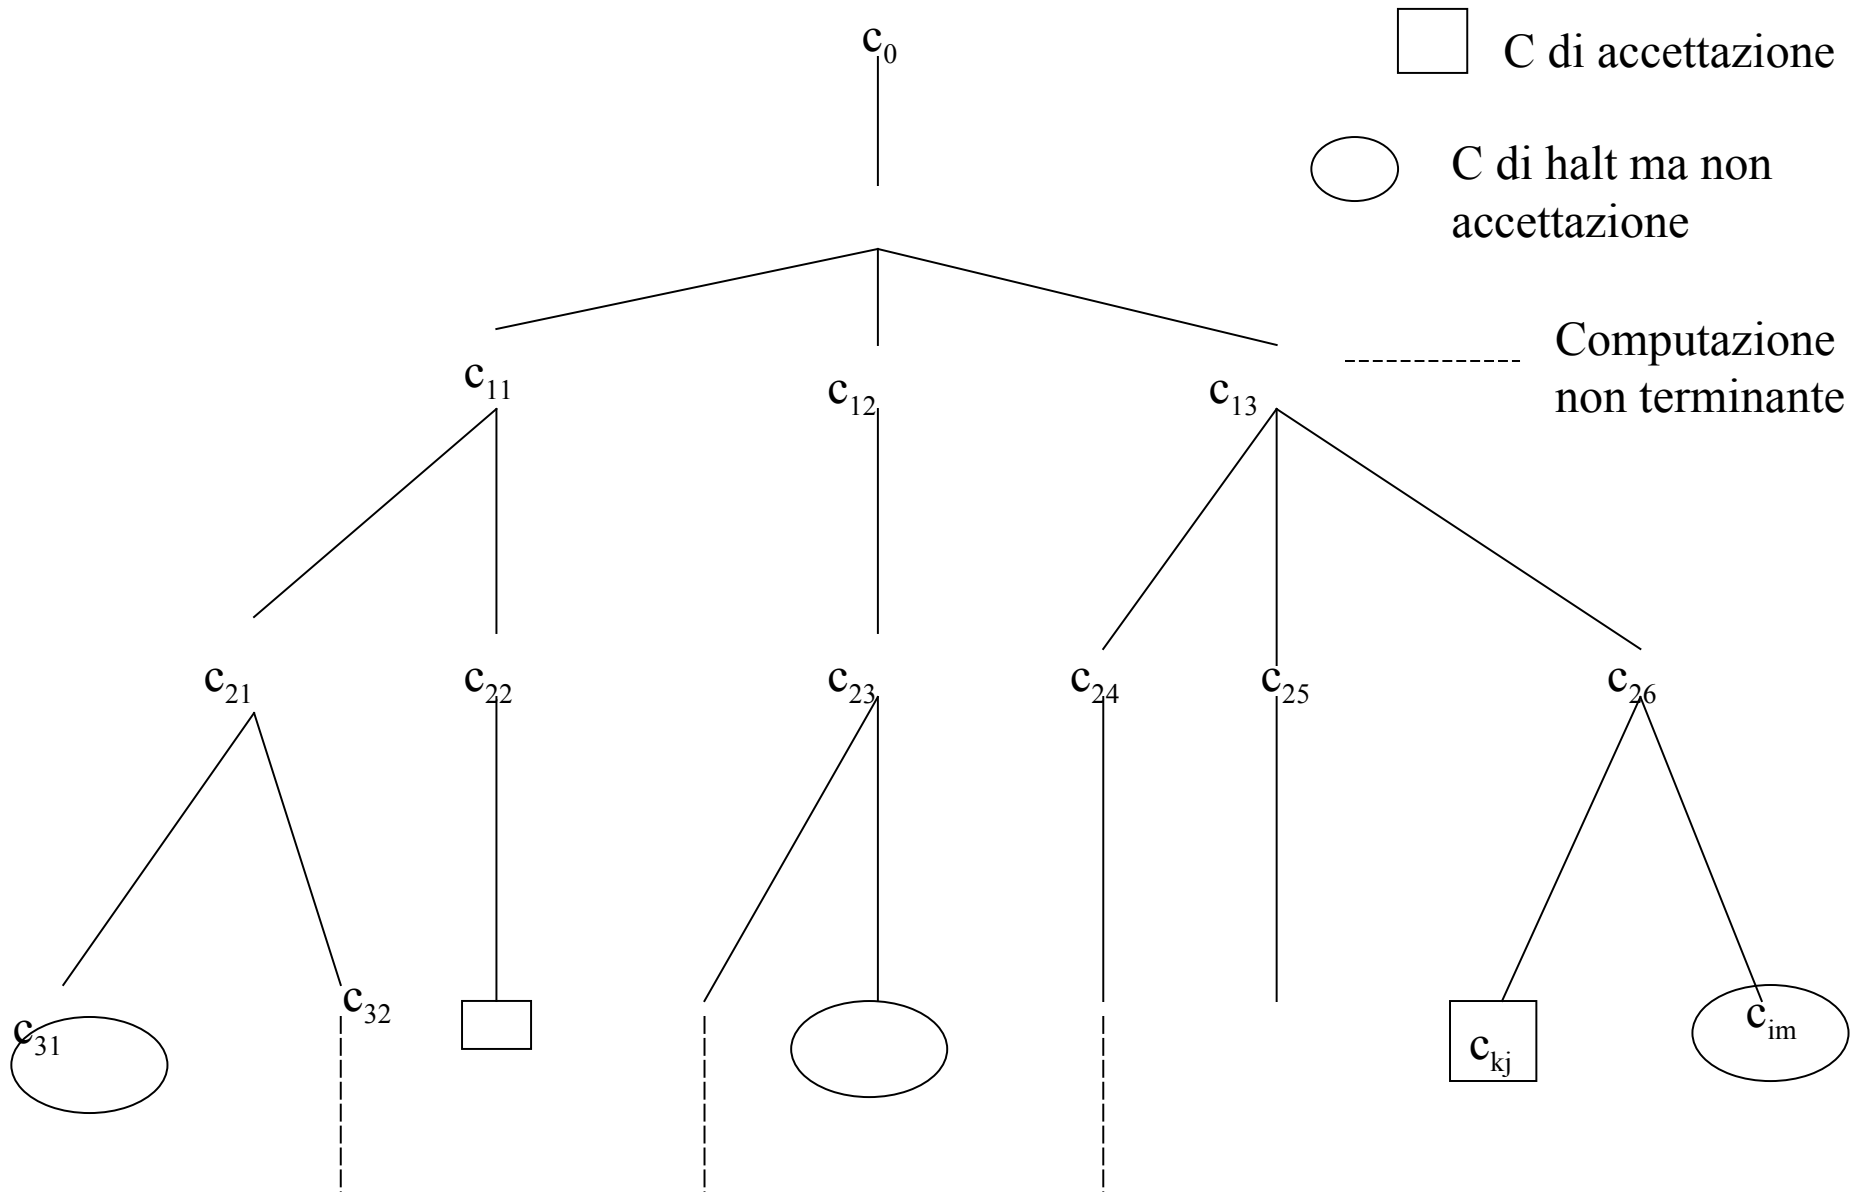 c0
C di accettazione
C di halt ma non
accettazione
Computazione
non terminante
c11
c12
c13
c21
c22
c23
c24
c25
c26
c31
c32
ckj
cim